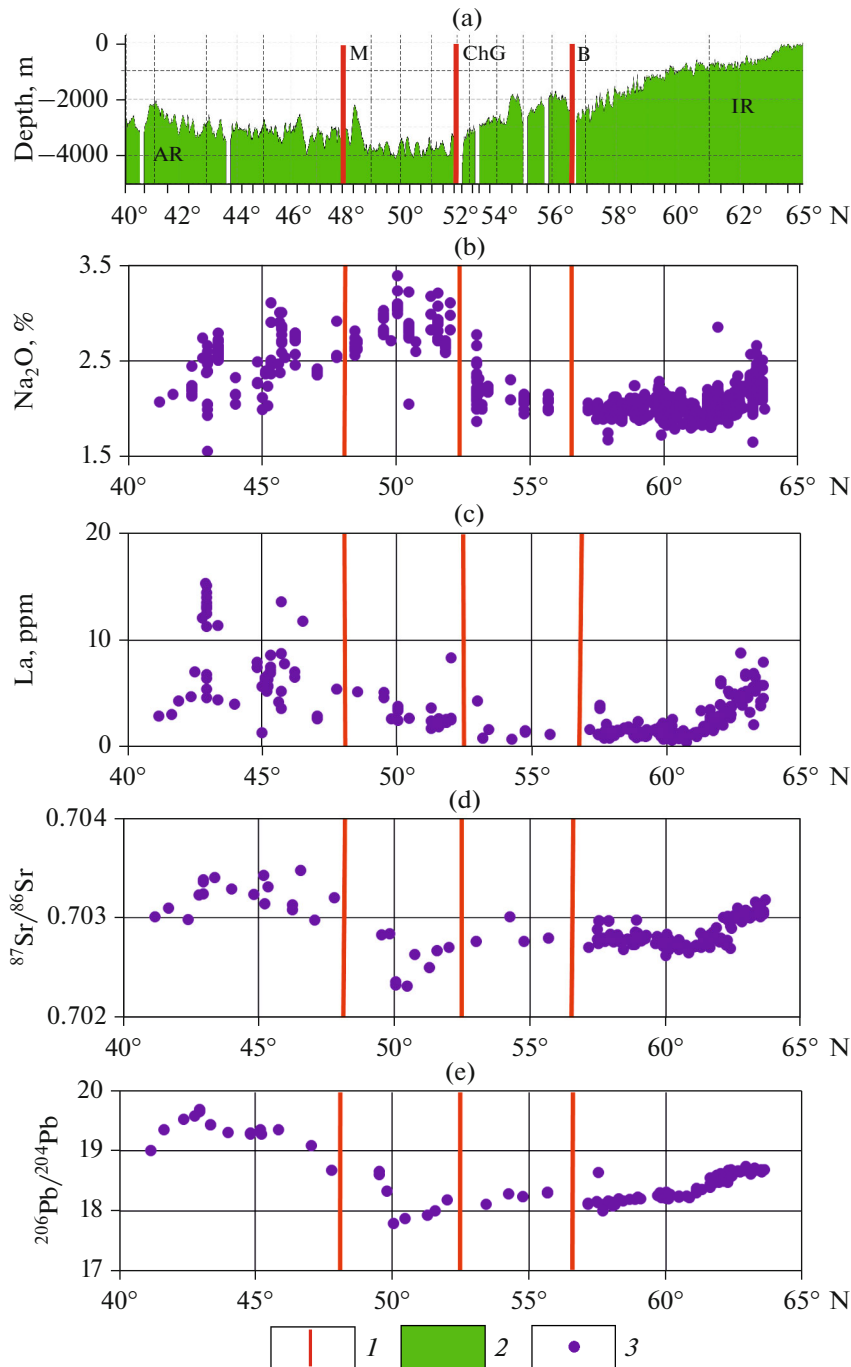 (a)
Depth, m
0
−2000
−4000
M
ChG
B
AR
IR
40° 42° 44° 46° 48° 50° 52° 54° 56° 58° 60° 62° 65° N
(b)
Na₂O, %
3.5
2.5
1.5
40° 45° 50° 55° 60° 65° N
(c)
La, ppm
20
10
0
40° 45° 50° 55° 60° 65° N
(d)
⁸⁷Sr/⁸⁶Sr
0.704
0.703
0.702
40° 45° 50° 55° 60° 65° N
(e)
²⁰⁶Pb/²⁰⁴Pb
20
19
18
17
40° 45° 50° 55° 60° 65° N
1 2 3